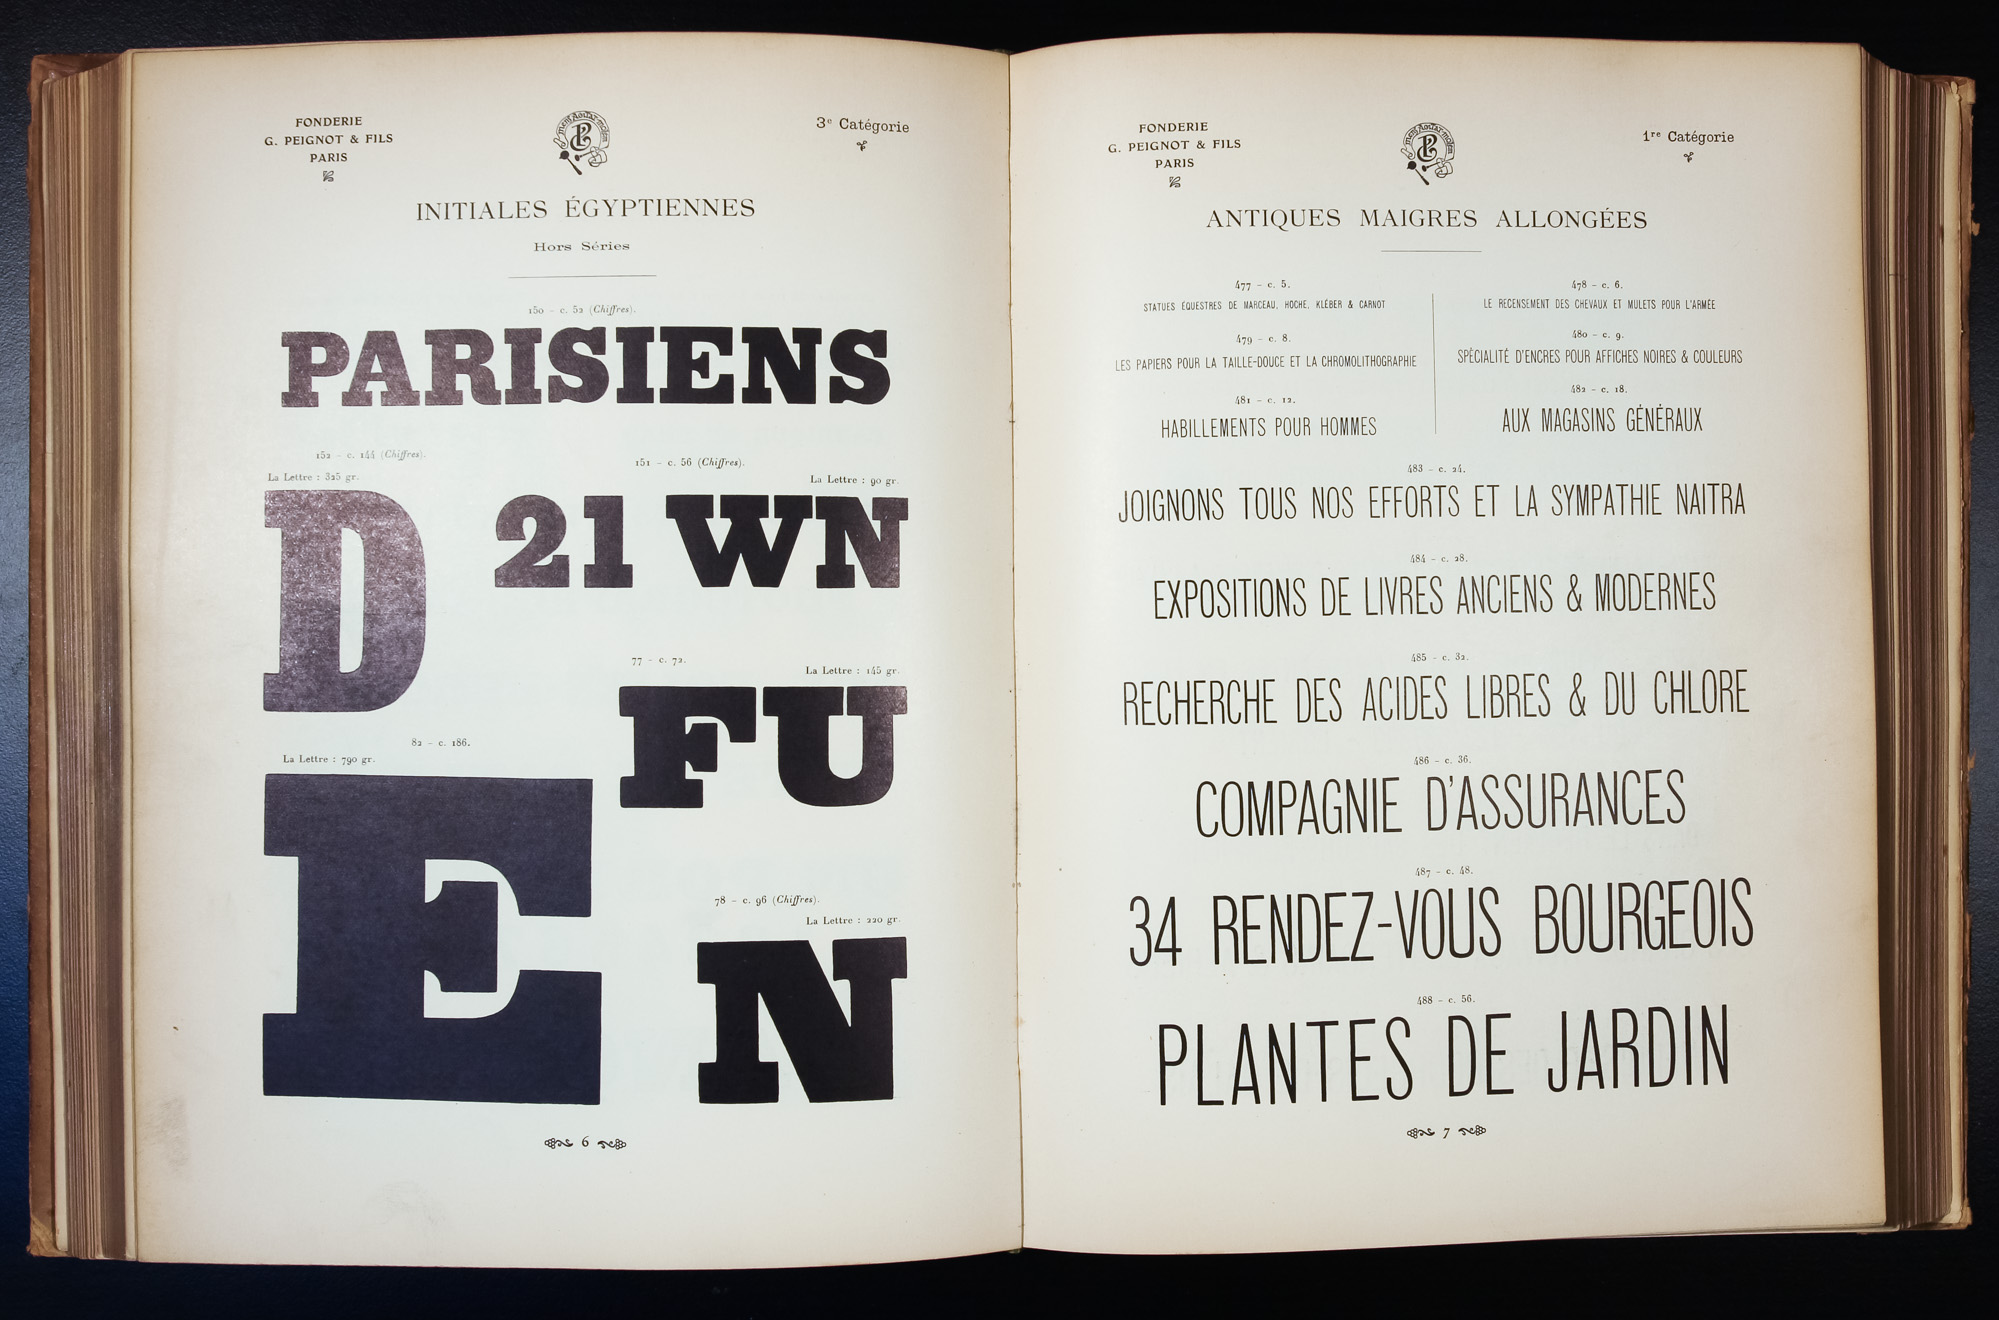 FONDERIE
G. PEIGNOT & FILS
PARIS
3e Catégorie
INITIALES ÉGYPTIENNES
Hors Séries
150 – c. 52 (Chiffres).
PARISIENS
152 – c. 144 (Chiffres).
La Lettre : 325 gr.
D
151 – c. 56 (Chiffres).
La Lettre : 90 gr.
21 WN
77 – c. 72.
La Lettre : 145 gr.
FU
82 – c. 186.
La Lettre : 790 gr.
E
78 – c. 96 (Chiffres).
La Lettre : 220 gr.
N
6
FONDERIE
G. PEIGNOT & FILS
PARIS
1re Catégorie
ANTIQUES MAIGRES ALLONGÉES
477 – c. 5.
STATUES ÉQUESTRES DE MARCEAU, HOCHE, KLÉBER & CARNOT
479 – c. 8.
LES PAPIERS POUR LA TAILLE-DOUCE ET LA CHROMOLITHOGRAPHIE
481 – c. 12.
HABILLEMENTS POUR HOMMES
478 – c. 6.
LE RECENSEMENT DES CHEVAUX ET MULETS POUR L'ARMÉE
480 – c. 9.
SPÉCIALITÉ D'ENCRES POUR AFFICHES NOIRES & COULEURS
482 – c. 18.
AUX MAGASINS GÉNÉRAUX
483 – c. 24.
JOIGNONS TOUS NOS EFFORTS ET LA SYMPATHIE NAITRA
484 – c. 28.
EXPOSITIONS DE LIVRES ANCIENS & MODERNES
485 – c. 32.
RECHERCHE DES ACIDES LIBRES & DU CHLORE
486 – c. 36.
COMPAGNIE D'ASSURANCES
487 – c. 48.
34 RENDEZ-VOUS BOURGEOIS
488 – c. 56.
PLANTES DE JARDIN
7